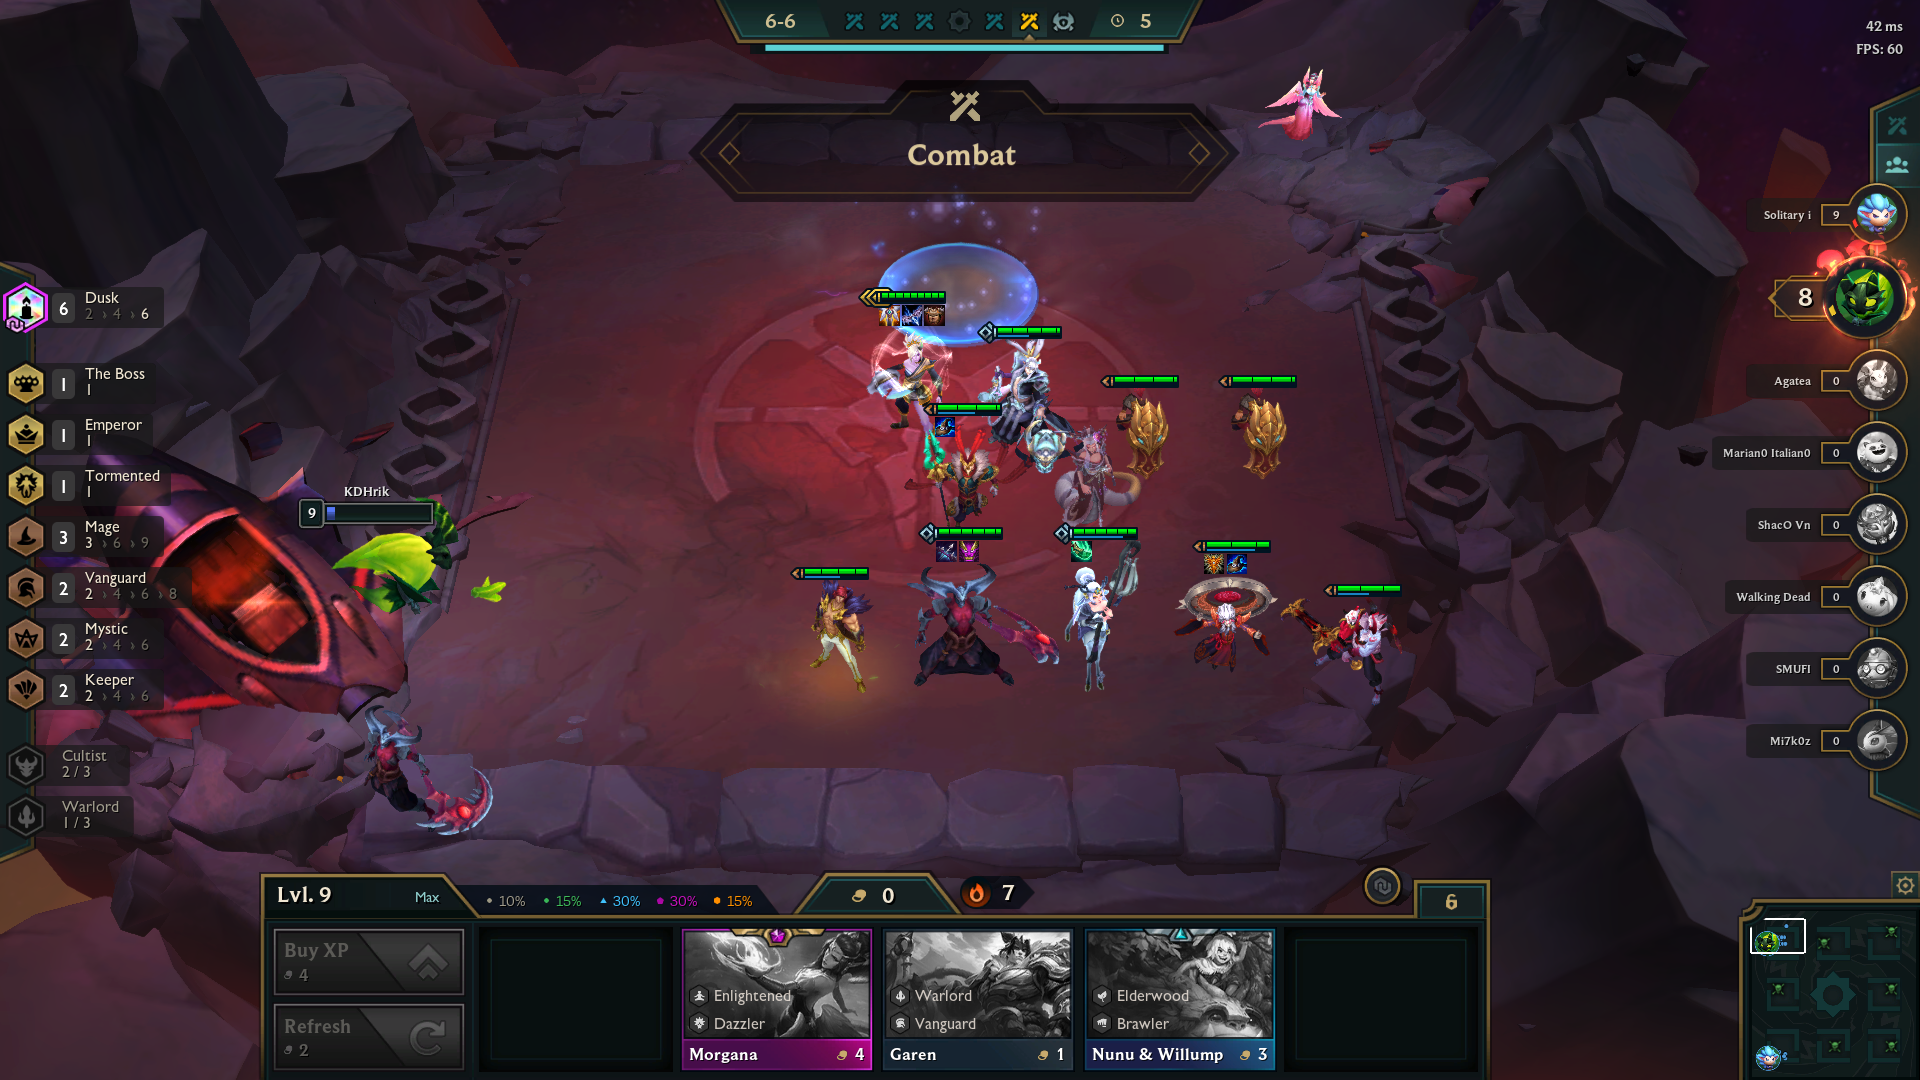 6-6
5
42 ms
FPS: 60
Combat
Solitary i
9
8
Agatea
0
Marian0 Italian0
0
ShacO Vn
0
Walking Dead
0
SMUFI
0
Mi7k0z
0
6
Dusk
2 › 4 › 6
1
The Boss
1
1
Emperor
1
1
Tormented
1
3
Mage
3 › 6 › 9
2
Vanguard
2 › 4 › 6 › 8
2
Mystic
2 › 4 › 6
2
Keeper
2 › 4 › 6
Cultist
2 / 3
Warlord
1 / 3
KDHrik
9
Lvl. 9
Max
10%
15%
30%
30%
15%
0
7
6
Buy XP
4
Refresh
2
Enlightened
Dazzler
Morgana
4
Warlord
Vanguard
Garen
1
Elderwood
Brawler
Nunu & Willump
3